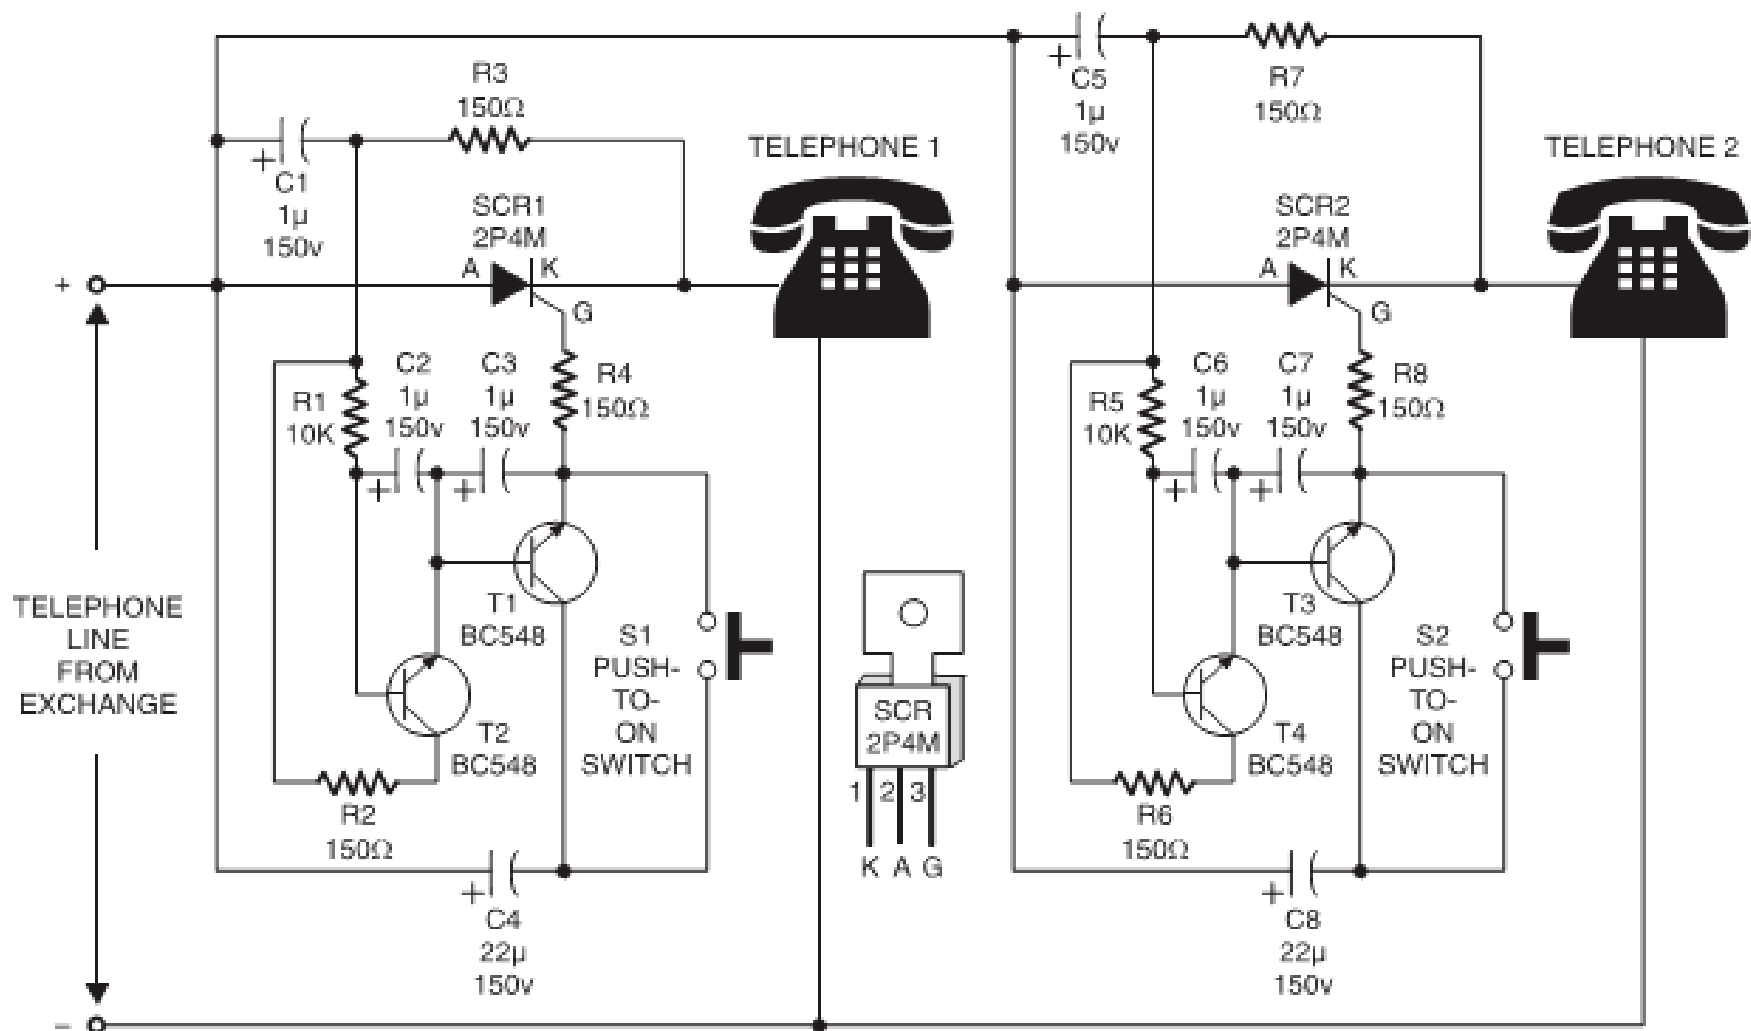 R3
150Ω
+
C1
1µ
150v
SCR1
2P4M
A
K
G
TELEPHONE 1
+
C5
1µ
150v
R7
150Ω
TELEPHONE 2
SCR2
2P4M
A
K
G
+
R1
10K
C2
1µ
150v
+
C3
1µ
150v
+
R4
150Ω
T1
BC548
T2
BC548
R2
150Ω
S1
PUSH-
TO-
ON
SWITCH
+
C4
22µ
150v
TELEPHONE
LINE
FROM
EXCHANGE
–
SCR
2P4M
1 2 3
K A G
R5
10K
C6
1µ
150v
+
C7
1µ
150v
+
R8
150Ω
T3
BC548
T4
BC548
R6
150Ω
S2
PUSH-
TO-
ON
SWITCH
+
C8
22µ
150v